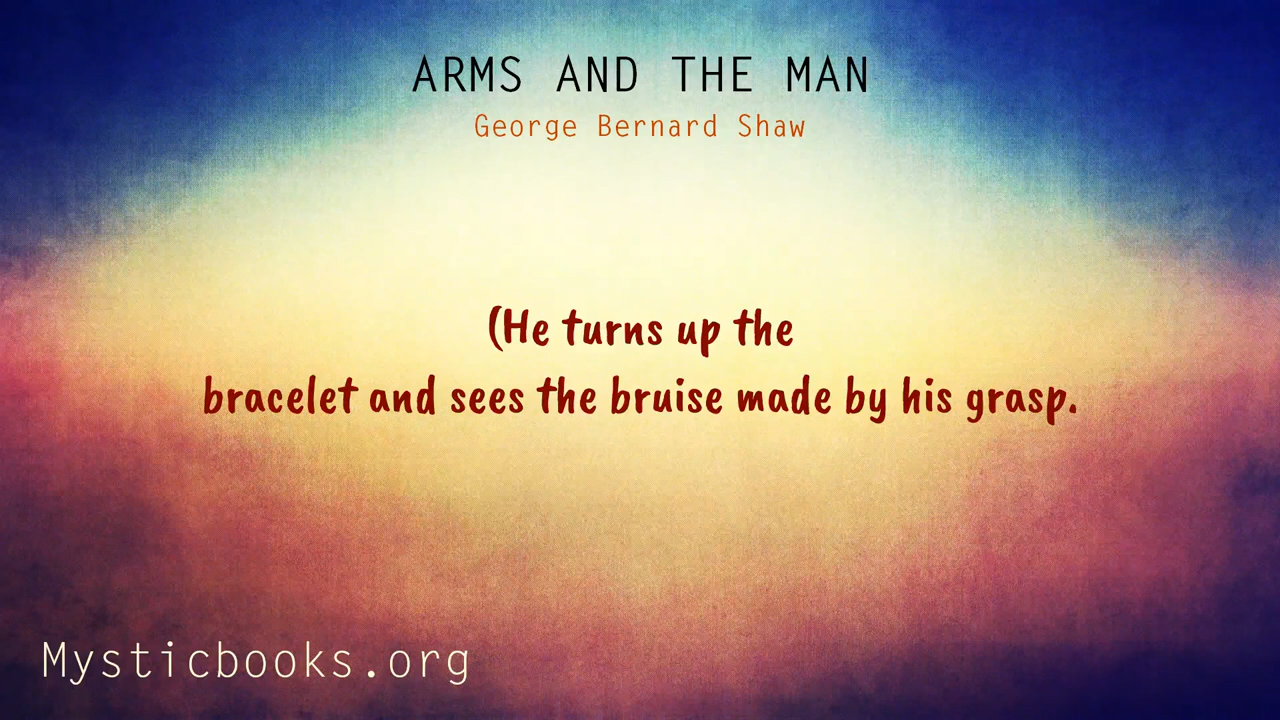 ARMS AND THE MAN
George Bernard Shaw
(He turns up the
bracelet and sees the bruise made by his grasp.
Mysticbooks.org